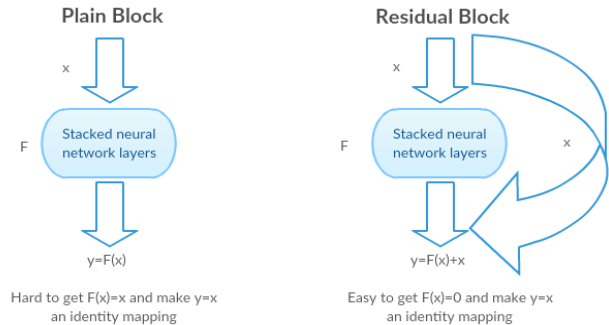 Plain Block
x
F
Stacked neural
network layers
y=F(x)
Hard to get F(x)=x and make y=x
an identity mapping
Residual Block
x
F
Stacked neural
network layers
x
y=F(x)+x
Easy to get F(x)=0 and make y=x
an identity mapping